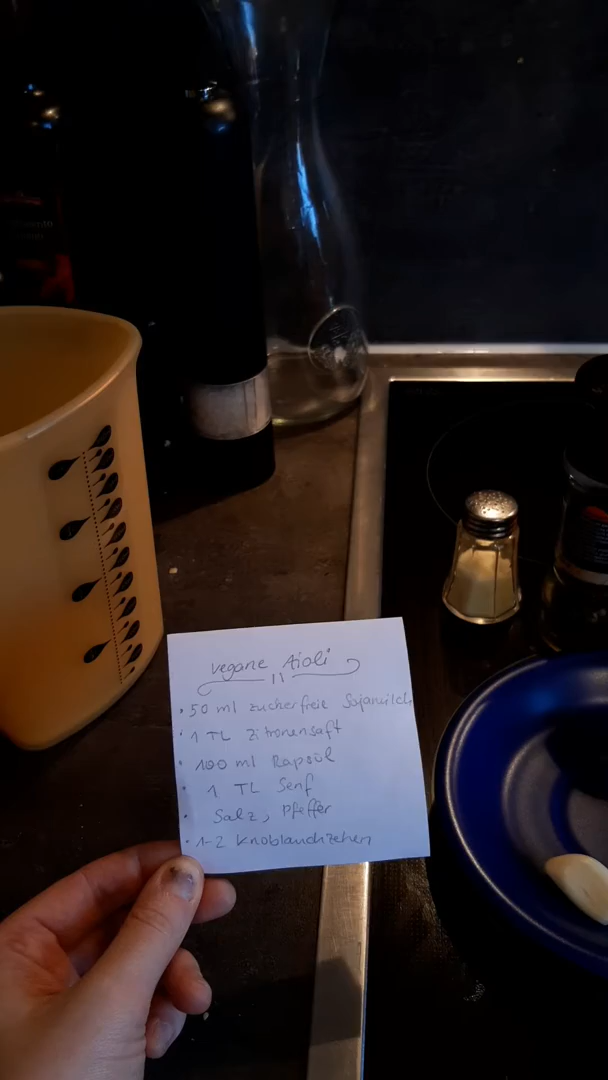 vegane Aioli
• 50 ml zuckerfreie Sojamilch
• 1 TL Zitronensaft
• 100 ml Rapsöl
• 1 TL Senf
• Salz, Pfeffer
• 1-2 Knoblauchzehen